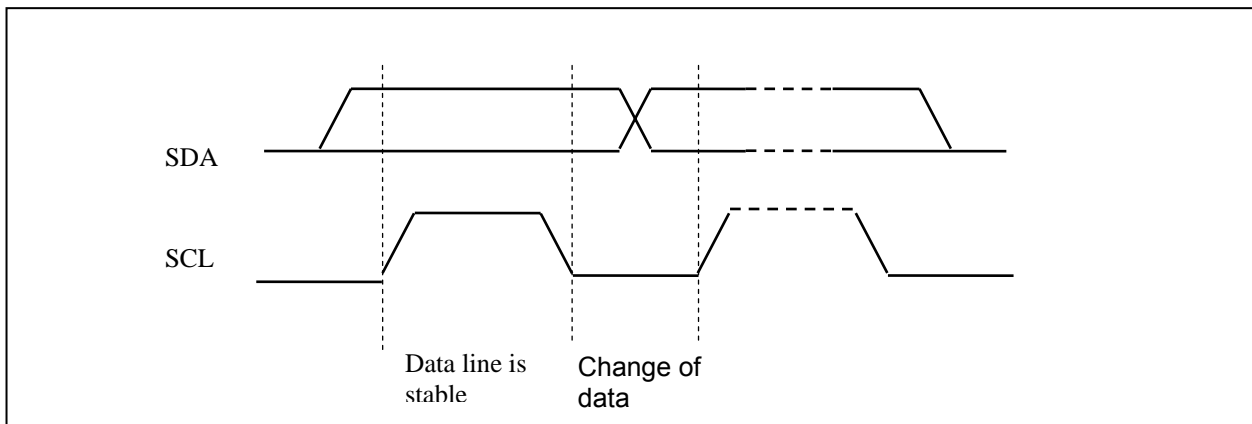 SDA
SCL
Data line is
stable
Change of
data